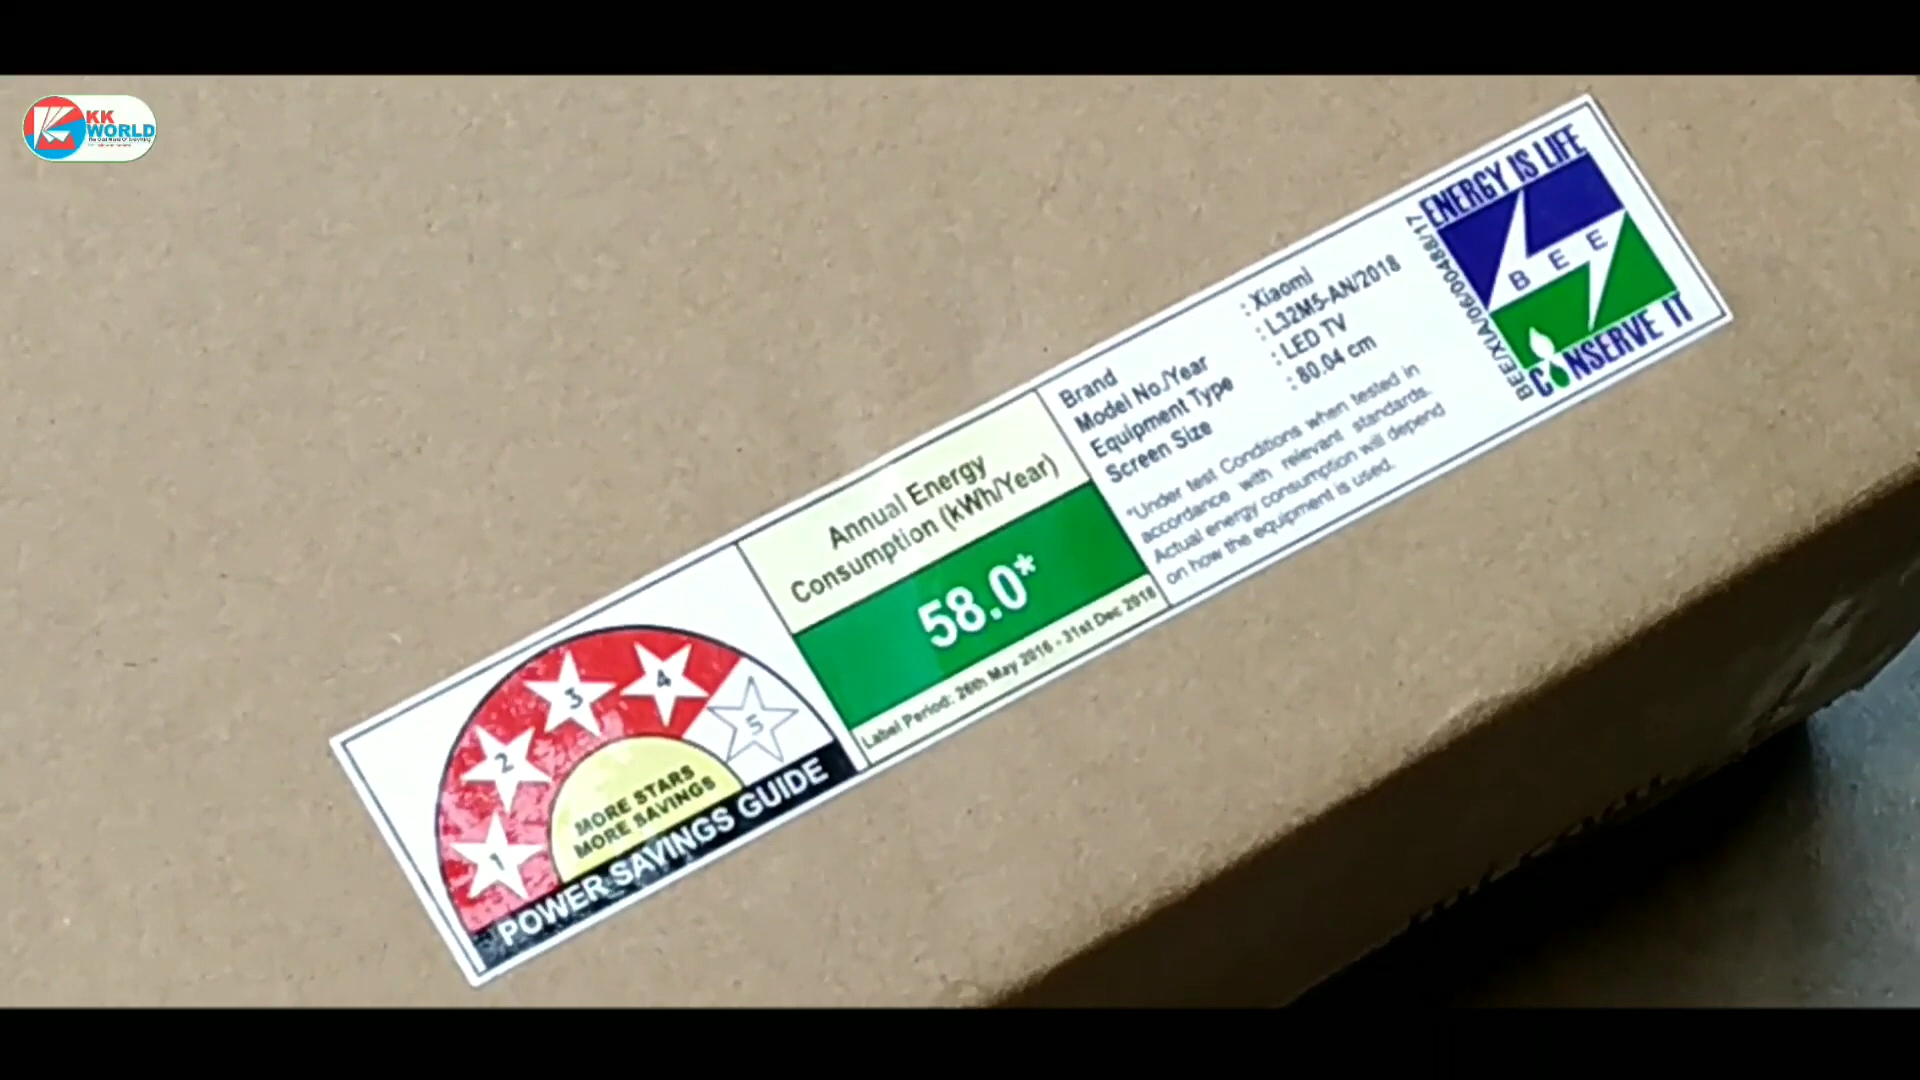 KK
WORLD
1
2
3
4
5
MORE STARS
MORE SAVINGS
POWER SAVINGS GUIDE
Annual Energy
Consumption (kWh/Year)
58.0*
Label Period: 26th May 2016 - 31st Dec 2018
Brand : Xiaomi
Model No./Year : L32M5-AN/2018
Equipment Type : LED TV
Screen Size : 80.04 cm
*Under test Conditions when tested in
accordance with relevant standards.
Actual energy consumption will depend
on how the equipment is used.
BEE/XIA/06/0048/17
ENERGY IS LIFE
BEE
CONSERVE IT